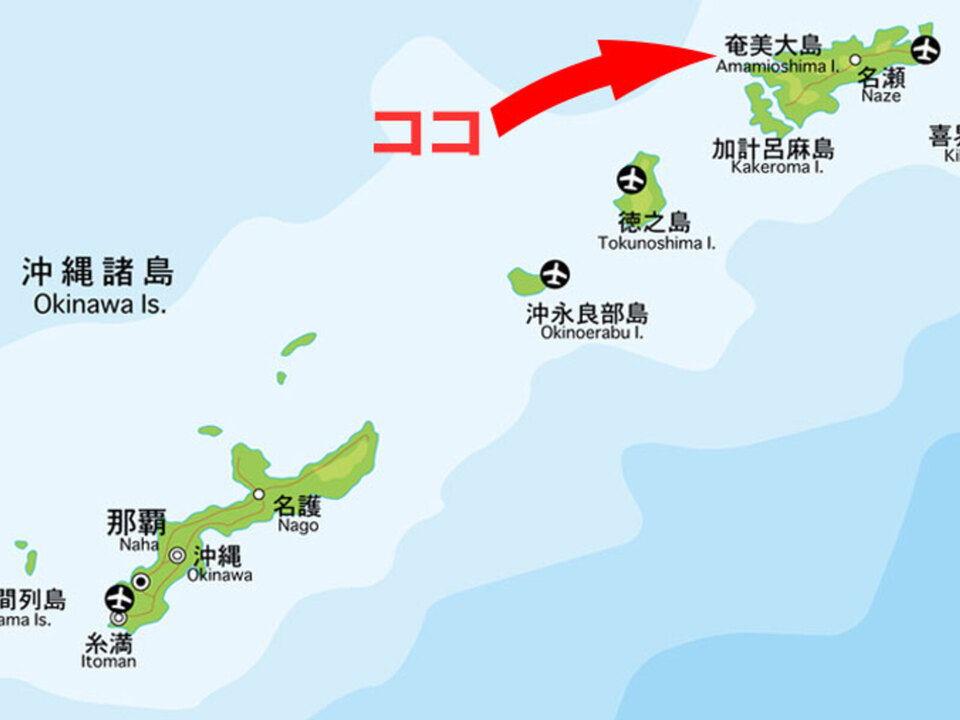 奄美大島
Amamioshima I.
名瀬
Naze
ココ
加計呂麻島
Kakeroma I.
徳之島
Tokunoshima I.
沖縄諸島
Okinawa Is.
沖永良部島
Okinoerabu I.
名護
Nago
那覇
Naha
沖縄
Okinawa
間列島
ama Is.
糸満
Itoman
喜
Ki